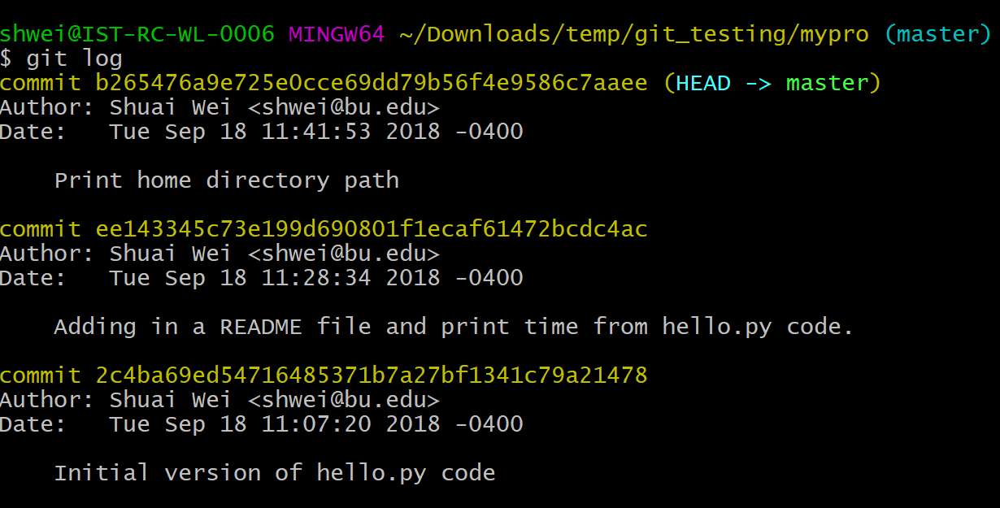 shwei@IST-RC-WL-0006 MINGW64 ~/Downloads/temp/git_testing/mypro (master)
$ git log
commit b265476a9e725e0cce69dd79b56f4e9586c7aaee (HEAD -> master)
Author: Shuai Wei <shwei@bu.edu>
Date:   Tue Sep 18 11:41:53 2018 -0400
    Print home directory path
commit ee143345c73e199d690801f1ecaf61472bcdc4ac
Author: Shuai Wei <shwei@bu.edu>
Date:   Tue Sep 18 11:28:34 2018 -0400
    Adding in a README file and print time from hello.py code.
commit 2c4ba69ed54716485371b7a27bf1341c79a21478
Author: Shuai Wei <shwei@bu.edu>
Date:   Tue Sep 18 11:07:20 2018 -0400
    Initial version of hello.py code